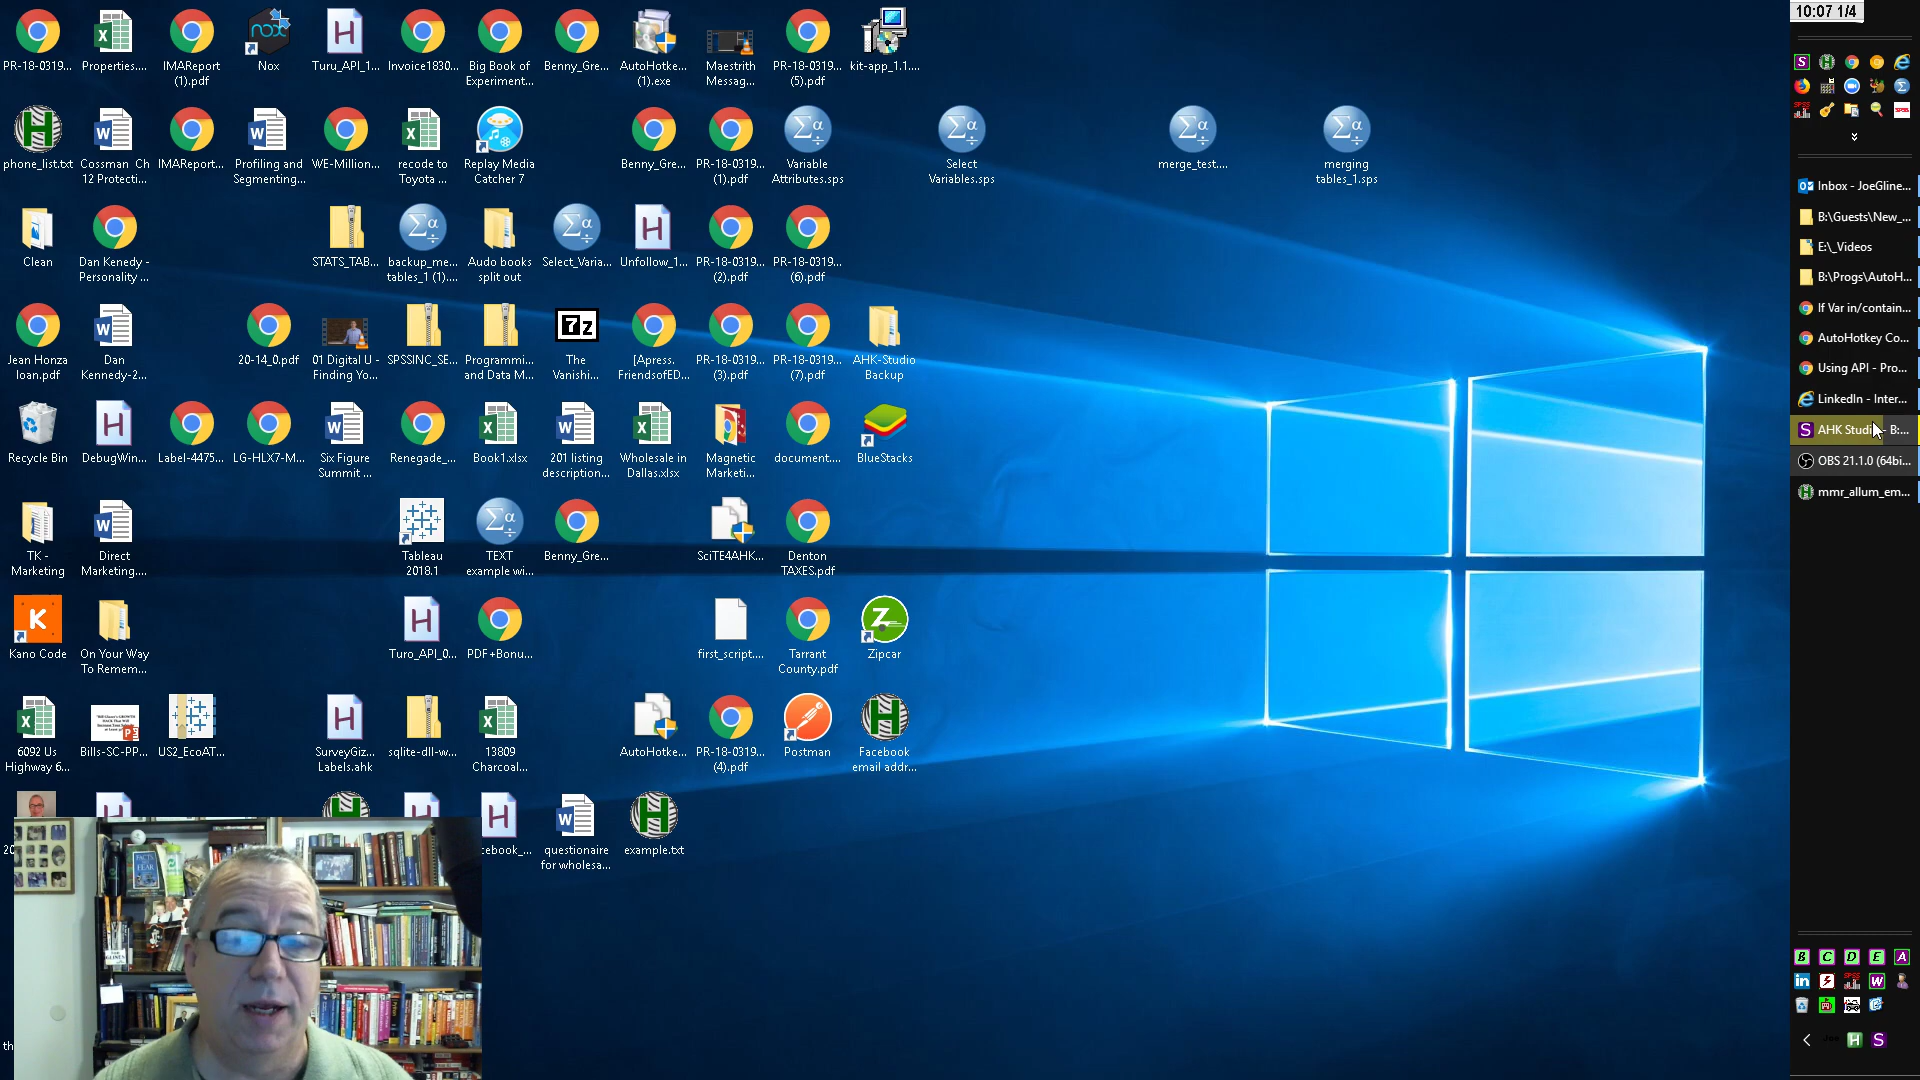 10:07 1/4
PR-18-0319...
Properties....
IMAReport
(1).pdf
Nox
Turu_API_1...
Invoice1830...
Big Book of
Experiment...
Benny_Gre...
AutoHotke...
(1).exe
Maestrith
Messag...
PR-18-0319...
(5).pdf
kit-app_1.1....
phone_list.txt
Cossman_Ch
12 Protecti...
IMAReport...
Profiling and
Segmenting...
WE-Million...
recode to
Toyota ...
Replay Media
Catcher 7
Benny_Gre...
PR-18-0319...
(1).pdf
Variable
Attributes.sps
Select
Variables.sps
merge_test....
merging
tables_1.sps
Clean
Dan Kenedy -
Personality ...
STATS_TAB...
backup_me...
tables_1 (1)....
Audo books
split out
Select_Varia...
Unfollow_1...
PR-18-0319...
(2).pdf
PR-18-0319...
(6).pdf
Jean Honza
loan.pdf
Dan
Kennedy-2...
20-14_0.pdf
01 Digital U -
Finding Yo...
SPSSINC_SE...
Programmi...
and Data M...
The
Vanishi...
[Apress.
FriendsofED...
PR-18-0319...
(3).pdf
PR-18-0319...
(7).pdf
AHK-Studio
Backup
Recycle Bin
DebugWin...
Label-4475...
LG-HLX7-M...
Six Figure
Summit ...
Renegade_...
Book1.xlsx
201 listing
description...
Wholesale in
Dallas.xlsx
Magnetic
Marketi...
document....
BlueStacks
TK -
Marketing
Direct
Marketing....
Tableau
2018.1
TEXT
example wi...
Benny_Gre...
SciTE4AHK...
Denton
TAXES.pdf
Kano Code
On Your Way
To Remem...
Turo_API_0...
PDF+Bonu...
first_script....
Tarrant
County.pdf
Zipcar
6092 Us
Highway 6...
Bills-SC-PP...
US2_EcoAT...
SurveyGiz...
Labels.ahk
sqlite-dll-w...
13809
Charcoal...
AutoHotke...
PR-18-0319...
(4).pdf
Postman
Facebook
email addr...
20
cebook_...
questionaire
for wholesa...
example.txt
th
Inbox - JoeGline...
B:\Guests\New_...
E:\_Videos
B:\Progs\AutoH...
If Var in/contain...
AutoHotkey Co...
Using API - Pro...
LinkedIn - Inter...
AHK Studi - B:...
OBS 21.1.0 (64bi...
mmr_allum_em...
B C D E A